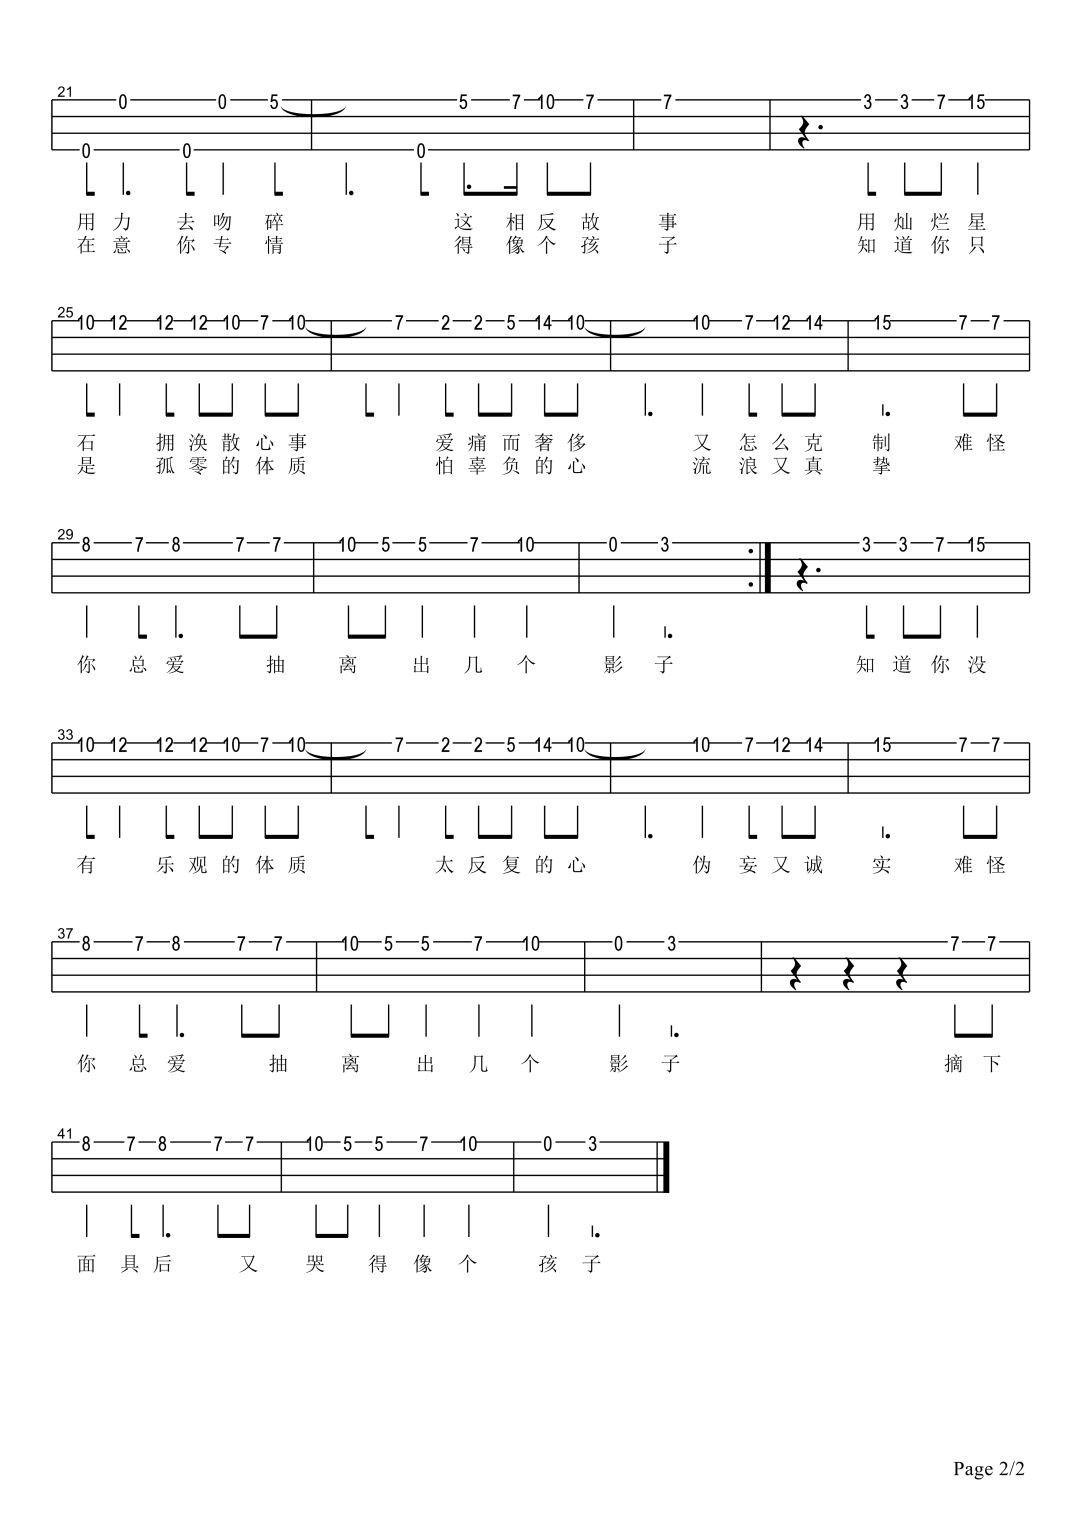 21
0 0 5 5 7 10 7 7 3 3 7 15
0 0 0
用力 去吻碎 这相反故 事 用灿烂星
在意 你专情 得像个孩 子 知道你只
25
10 12 12 12 10 7 10 7 2 2 5 14 10 10 7 12 14 15 7 7
石 拥涣散心事 爱痛而奢侈 又怎么克 制 难怪
是 孤零的体质 怕辜负的心 流浪又真 挚
29
8 7 8 7 7 10 5 5 7 10 0 3 3 3 7 15
你 总爱 抽 离 出几个 影子 知道你没
33
10 12 12 12 10 7 10 7 2 2 5 14 10 10 7 12 14 15 7 7
有 乐观的体质 太反复的心 伪妄又诚 实 难怪
37
8 7 8 7 7 10 5 5 7 10 0 3 7 7
你 总爱 抽 离 出几个 影子 摘下
41
8 7 8 7 7 10 5 5 7 10 0 3
面 具后 又 哭 得像个 孩子
Page 2/2